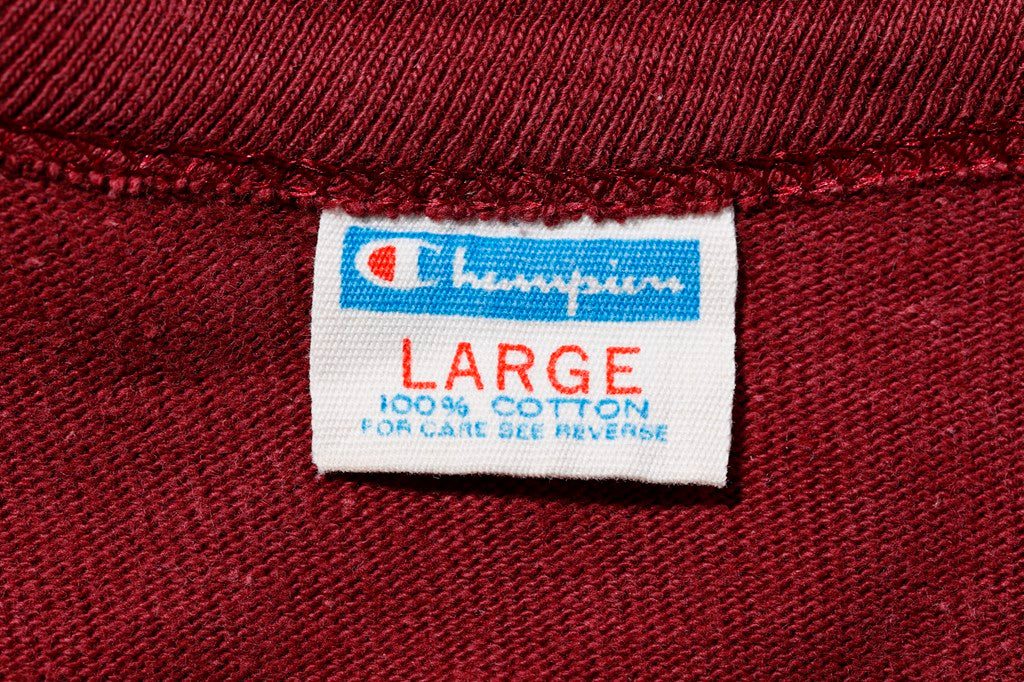 Champion
LARGE
100% COTTON
FOR CARE SEE REVERSE